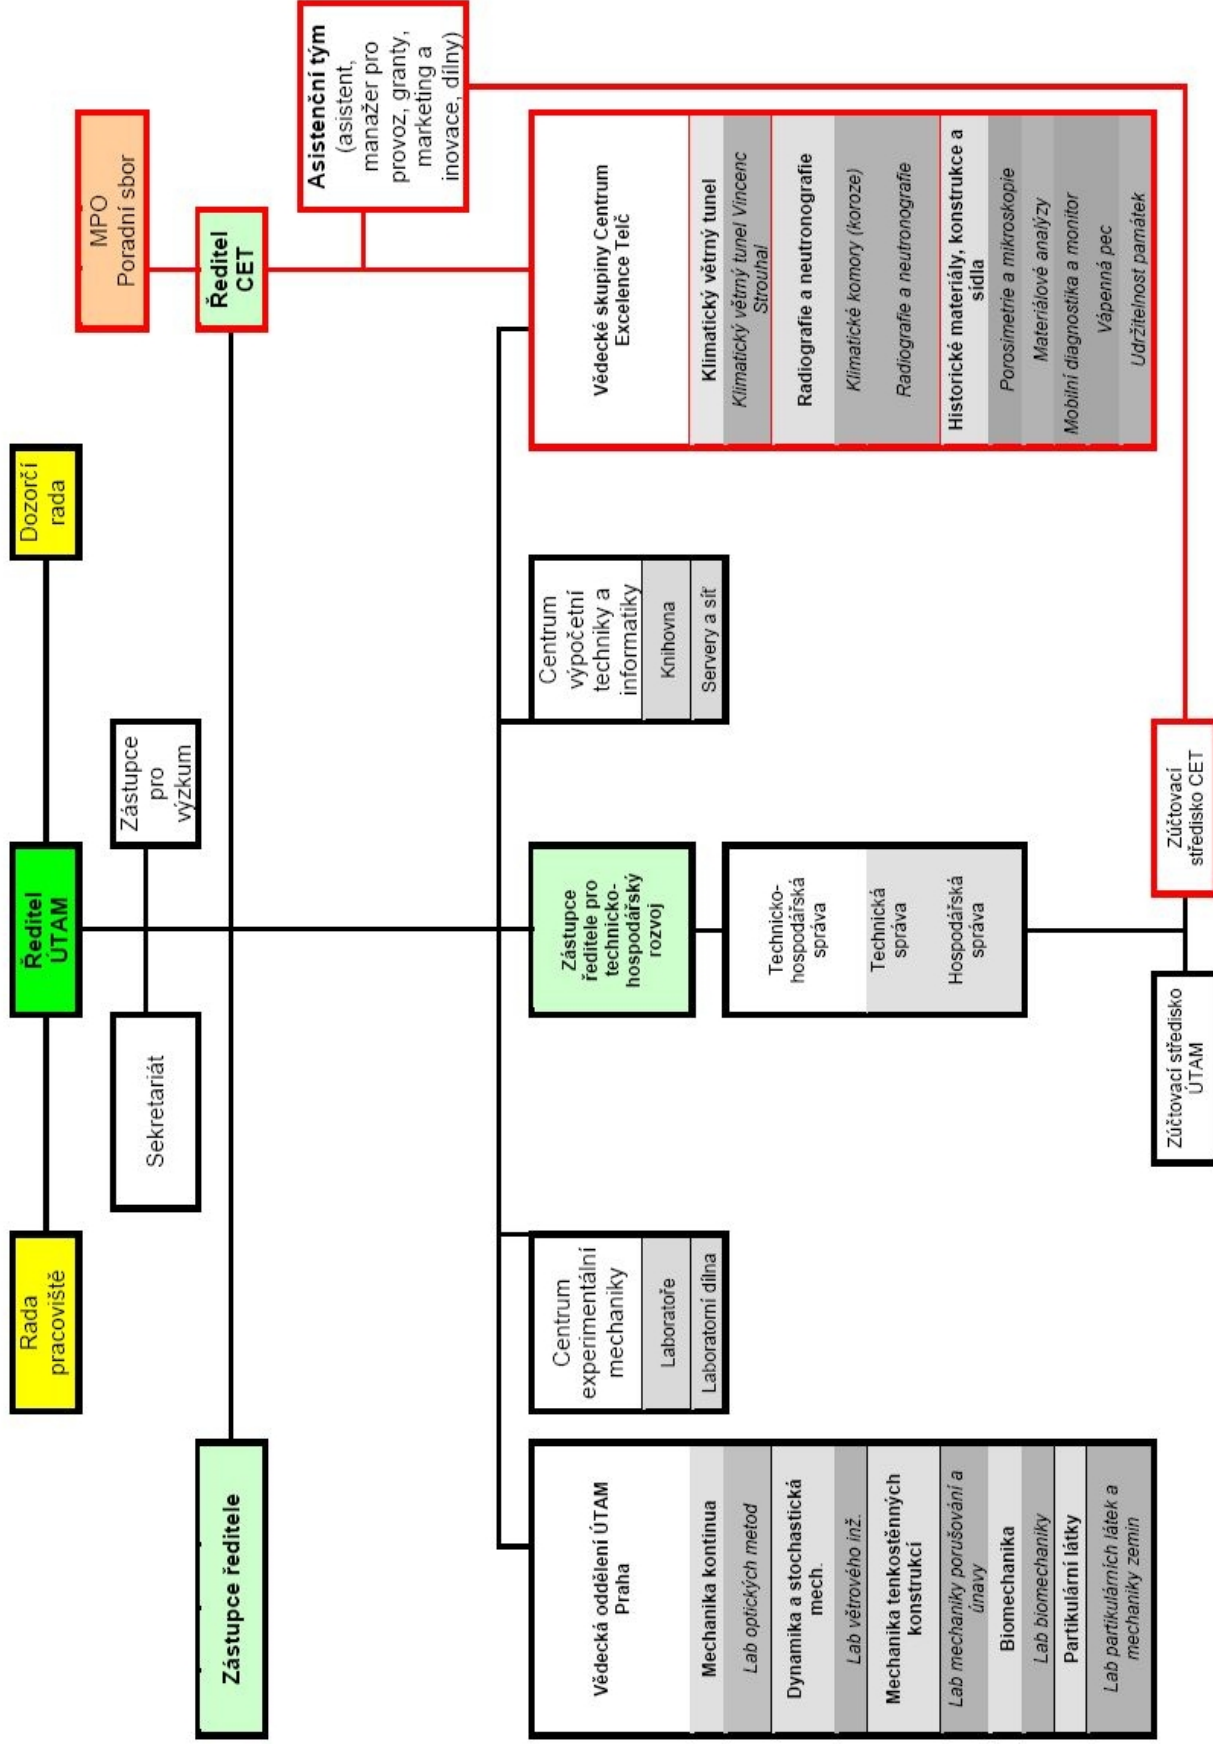 Rada
pracoviště
Ředitel
ÚTAM
Dozorčí
rada
MPO
Poradní sbor
Sekretariát
Zástupce
pro
výzkum
Zástupce ředitele
Ředitel
CET
Asistenční tým
(asistent,
manažer pro
provoz, granty,
marketing a
inovace, dílny)
Vědecká oddělení ÚTAM
Praha
Mechanika kontinua
Lab optických metod
Dynamika a stochastická
mech.
Lab větrového inž.
Mechanika tenkostěnných
konstrukcí
Lab mechaniky porušování a
únavy
Biomechanika
Lab biomechaniky
Partikulární látky
Lab partikulárních látek a
mechaniky zemin
Centrum
experimentální
mechaniky
Laboratoře
Laboratorní dílna
Zástupce
ředitele pro
technicko-
hospodářský
rozvoj
Technicko-
hospodářská
správa
Technická
správa
Hospodářská
správa
Centrum
výpočetní
techniky a
informatiky
Knihovna
Servery a síť
Vědecké skupiny Centrum
Excelence Telč
Klimatický větrný tunel
Klimatický větrný tunel Vincenc
Strouhal
Radiografie a neutronografie
Klimatické komory (koroze)
Radiografie a neutronografie
Historické materiály, konstrukce a
sídla
Porosimetrie a mikroskopie
Materiálové analýzy
Mobilní diagnostika a monitor
Vápenná pec
Udržitelnost památek
Zúčtovací středisko
ÚTAM
Zúčtovací
středisko CET